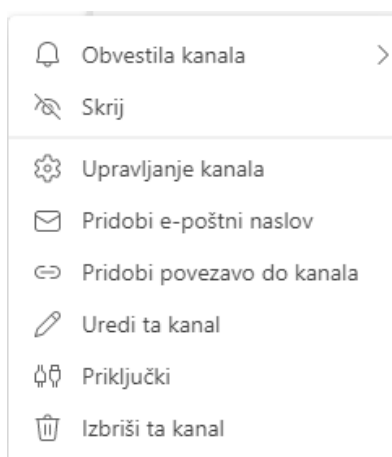 Obvestila kanala
Skrij
Upravljanje kanala
Pridobi e-poštni naslov
Pridobi povezavo do kanala
Uredi ta kanal
Priključki
Izbriši ta kanal